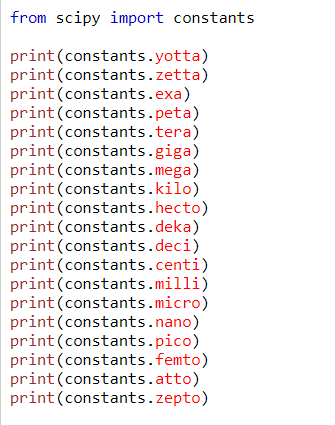 from scipy import constants
print(constants.yotta)
print(constants.zetta)
print(constants.exa)
print(constants.peta)
print(constants.tera)
print(constants.giga)
print(constants.mega)
print(constants.kilo)
print(constants.hecto)
print(constants.deka)
print(constants.deci)
print(constants.centi)
print(constants.milli)
print(constants.micro)
print(constants.nano)
print(constants.pico)
print(constants.femto)
print(constants.atto)
print(constants.zepto)